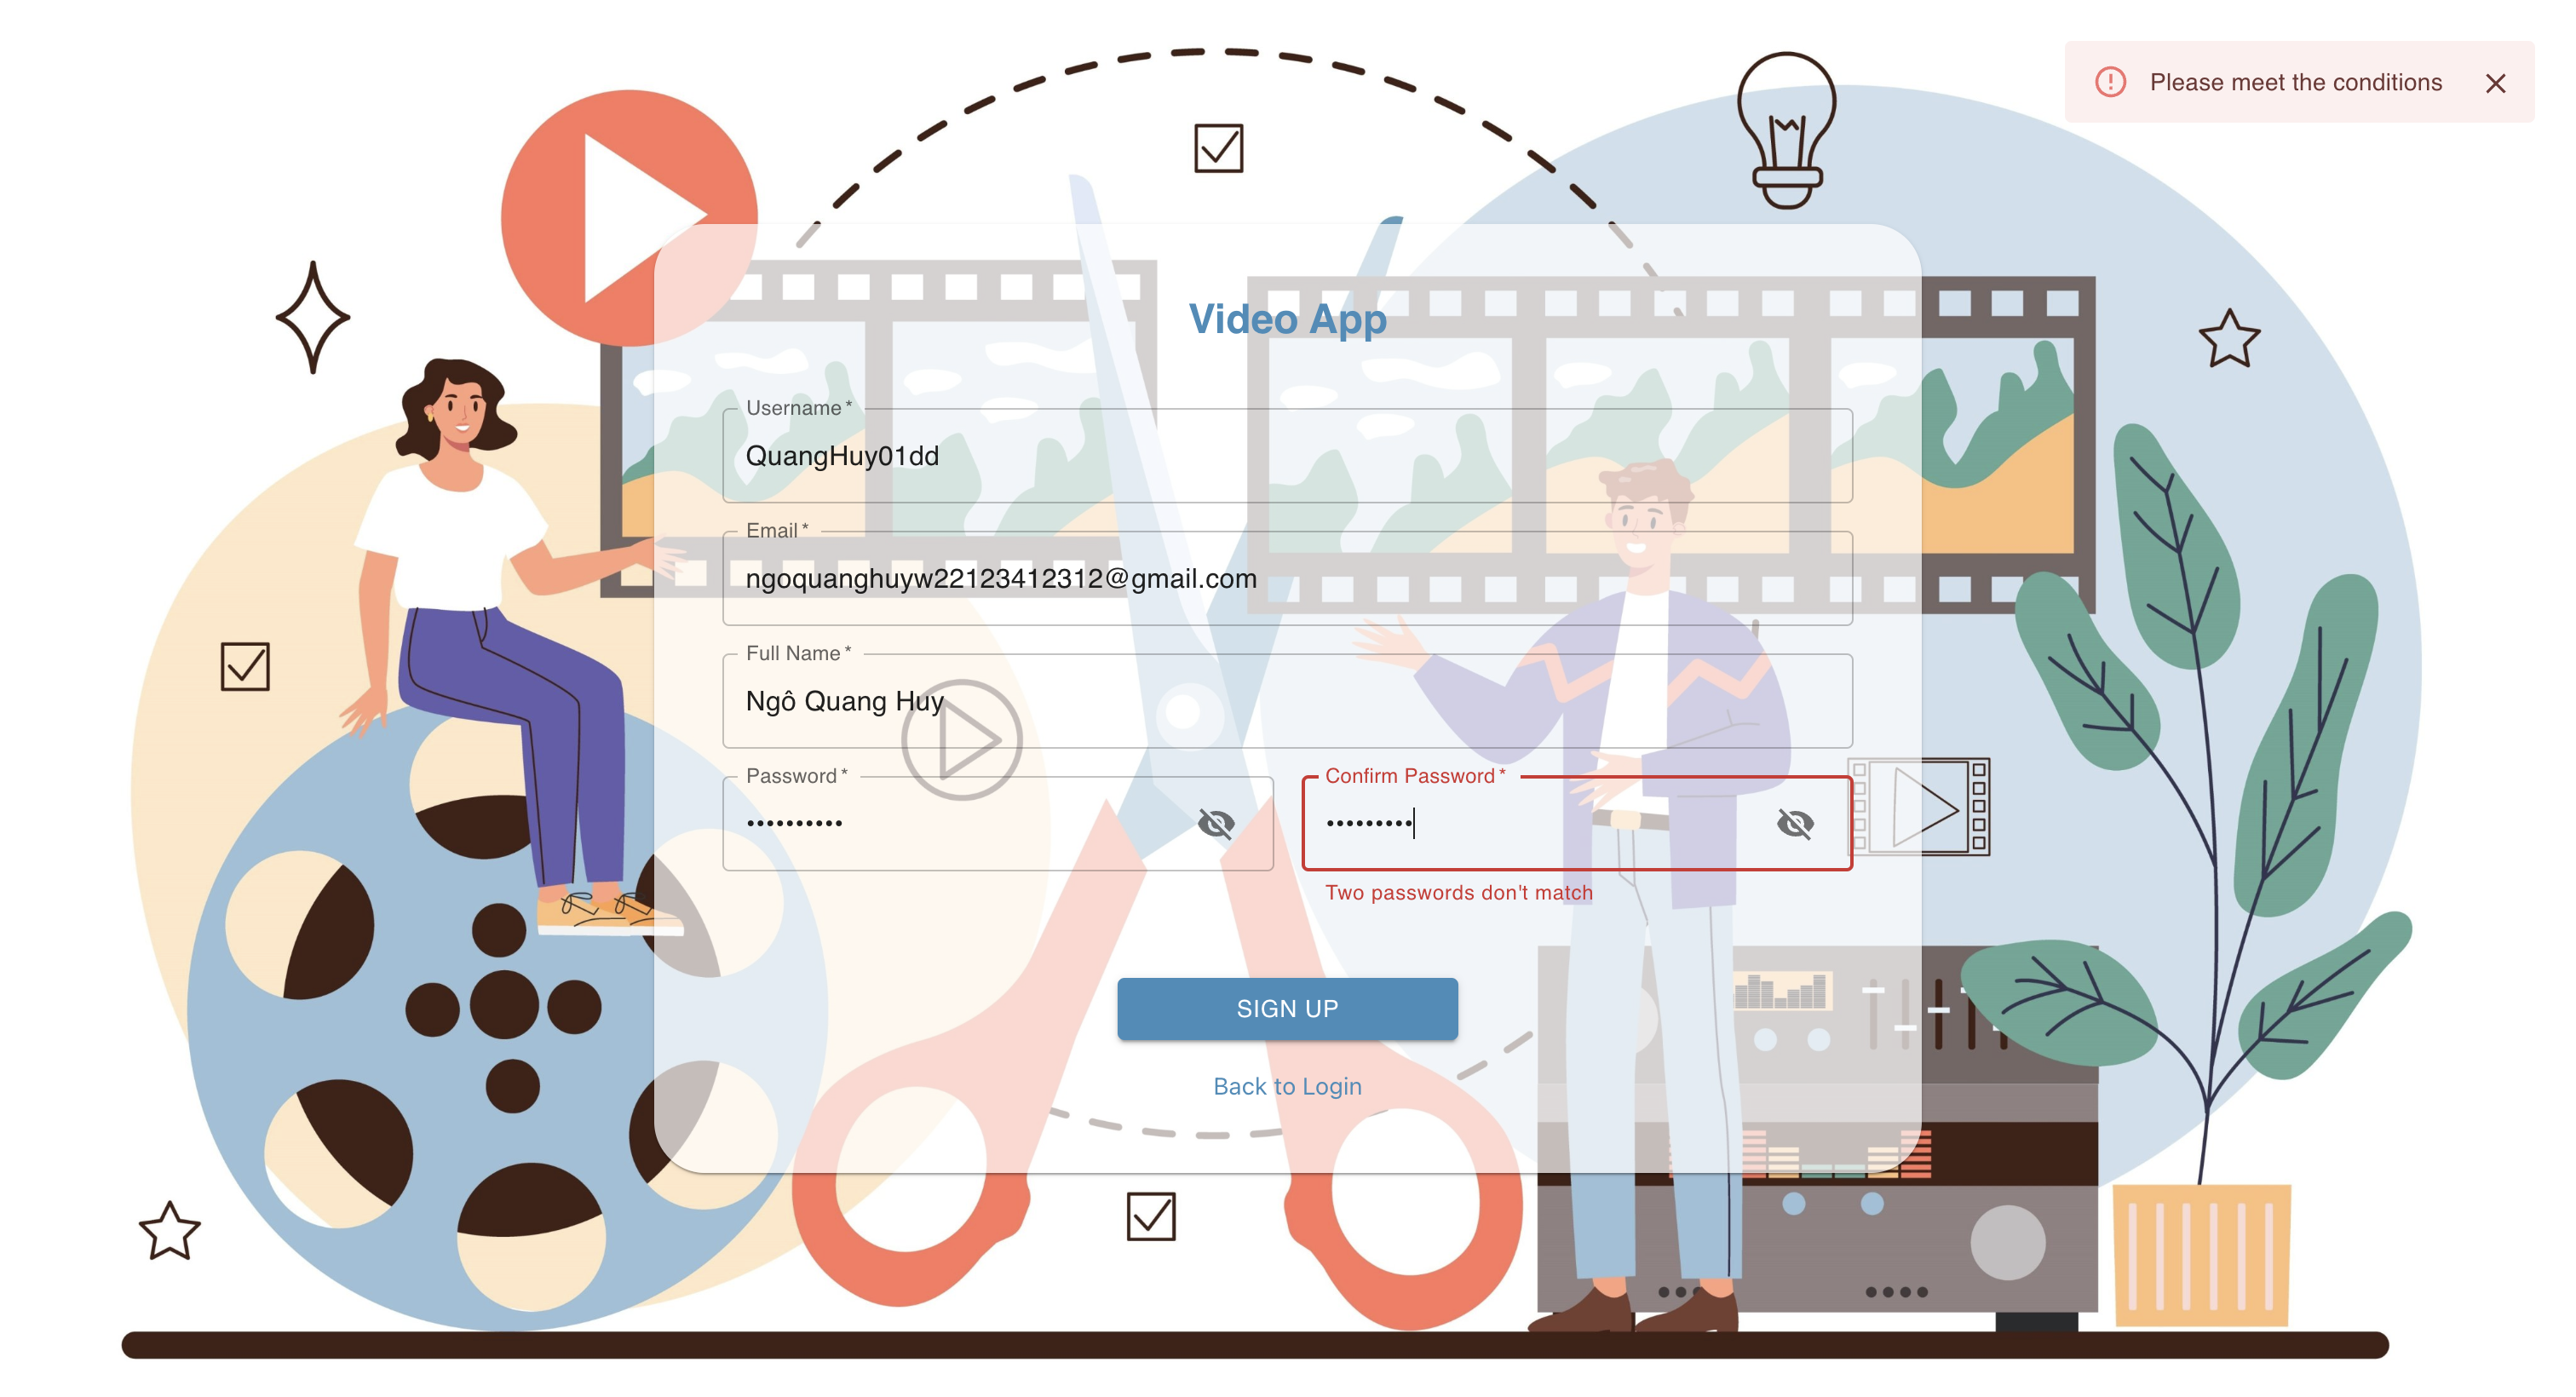 Please meet the conditions
Video App
Username *
QuangHuy01dd
Email *
ngoquanghuyw22123412312@gmail.com
Full Name *
Ngô Quang Huy
Password *
••••••••••
Confirm Password *
•••••••••
Two passwords don't match
SIGN UP
Back to Login